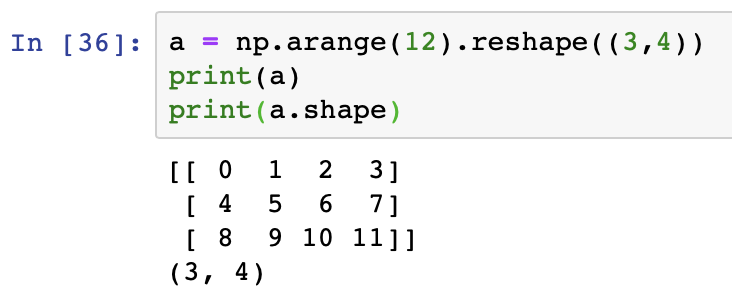 In [36]: a = np.arange(12).reshape((3,4))
print(a)
print(a.shape)
[[ 0  1  2  3]
 [ 4  5  6  7]
 [ 8  9 10 11]]
(3, 4)